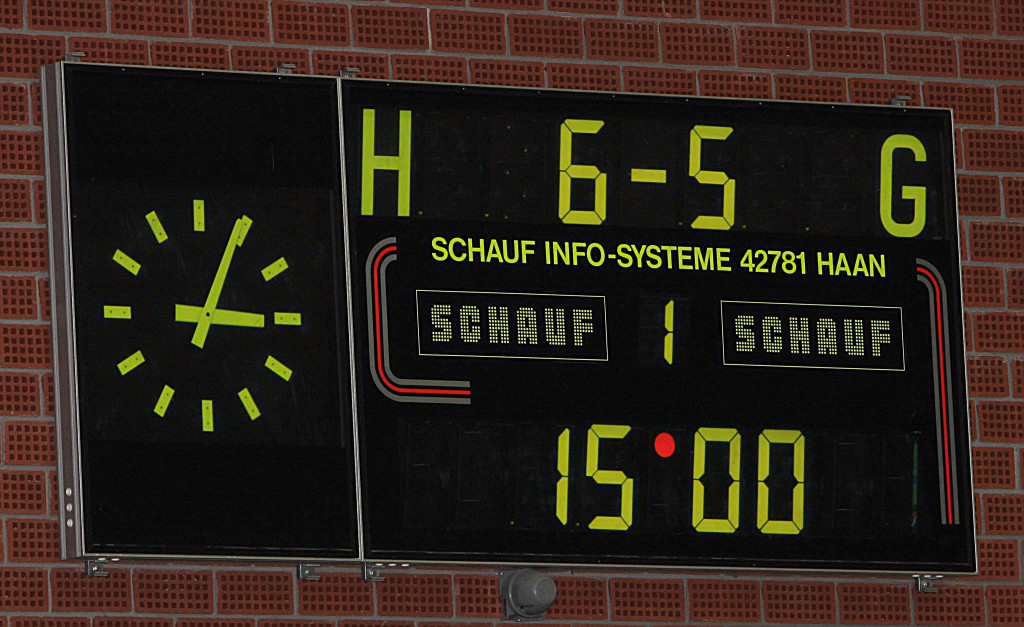 H 6-5 G
SCHAUF INFO-SYSTEME 42781 HAAN
SCHAUF 1 SCHAUF
15•00